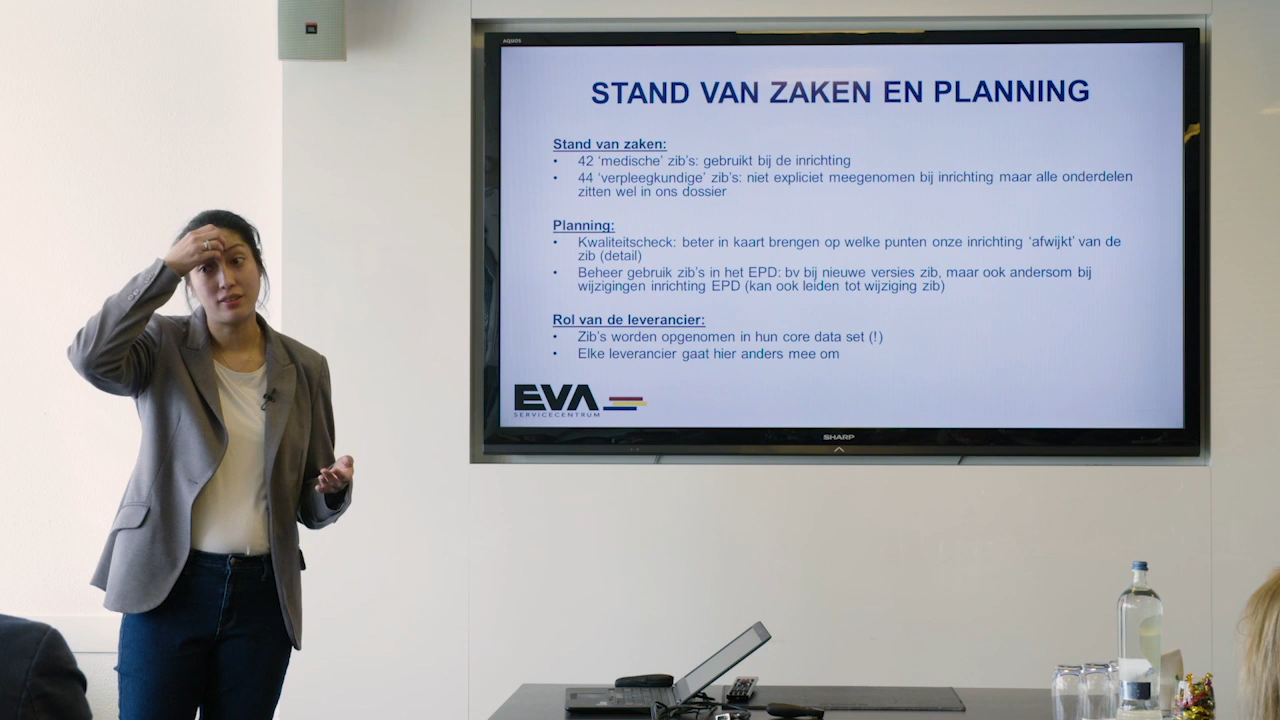 JBL
AQUOS
STAND VAN ZAKEN EN PLANNING
Stand van zaken:
• 42 ‘medische’ zib’s: gebruikt bij de inrichting
• 44 ‘verpleegkundige’ zib’s: niet expliciet meegenomen bij inrichting maar alle onderdelen
zitten wel in ons dossier
Planning:
• Kwaliteitscheck: beter in kaart brengen op welke punten onze inrichting ‘afwijkt’ van de
zib (detail)
• Beheer gebruik zib’s in het EPD: bv bij nieuwe versies zib, maar ook andersom bij
wijzigingen inrichting EPD (kan ook leiden tot wijziging zib)
Rol van de leverancier:
• Zib’s worden opgenomen in hun core data set (!)
• Elke leverancier gaat hier anders mee om
EVA
SERVICECENTRUM
SHARP